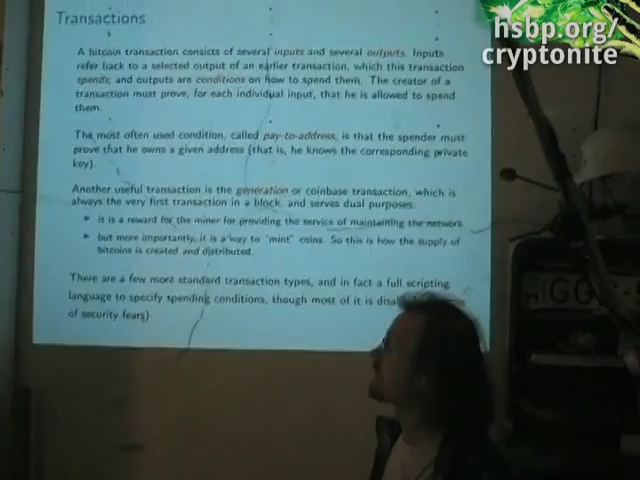 Transactions
hsbp.org/
cryptonite
A bitcoin transaction consists of several inputs and several outputs. Inputs
refer back to a selected output of an earlier transaction, which this transaction
spends, and outputs are conditions on how to spend them. The creator of a
transaction must prove, for each individual input, that he is allowed to spend
them.
The most often used condition, called pay-to-address, is that the spender must
prove that he owns a given address (that is, he knows the corresponding private
key).
Another useful transaction is the generation or coinbase transaction, which is
always the very first transaction in a block, and serves dual purposes.
it is a reward for the miner for providing the service of maintaining the network
but more importantly, it is a way to "mint" coins. So this is how the supply of
bitcoins is created and distributed.
There are a few more standard transaction types, and in fact a full scripting
language to specify spending conditions, though most of it is
of security fears)